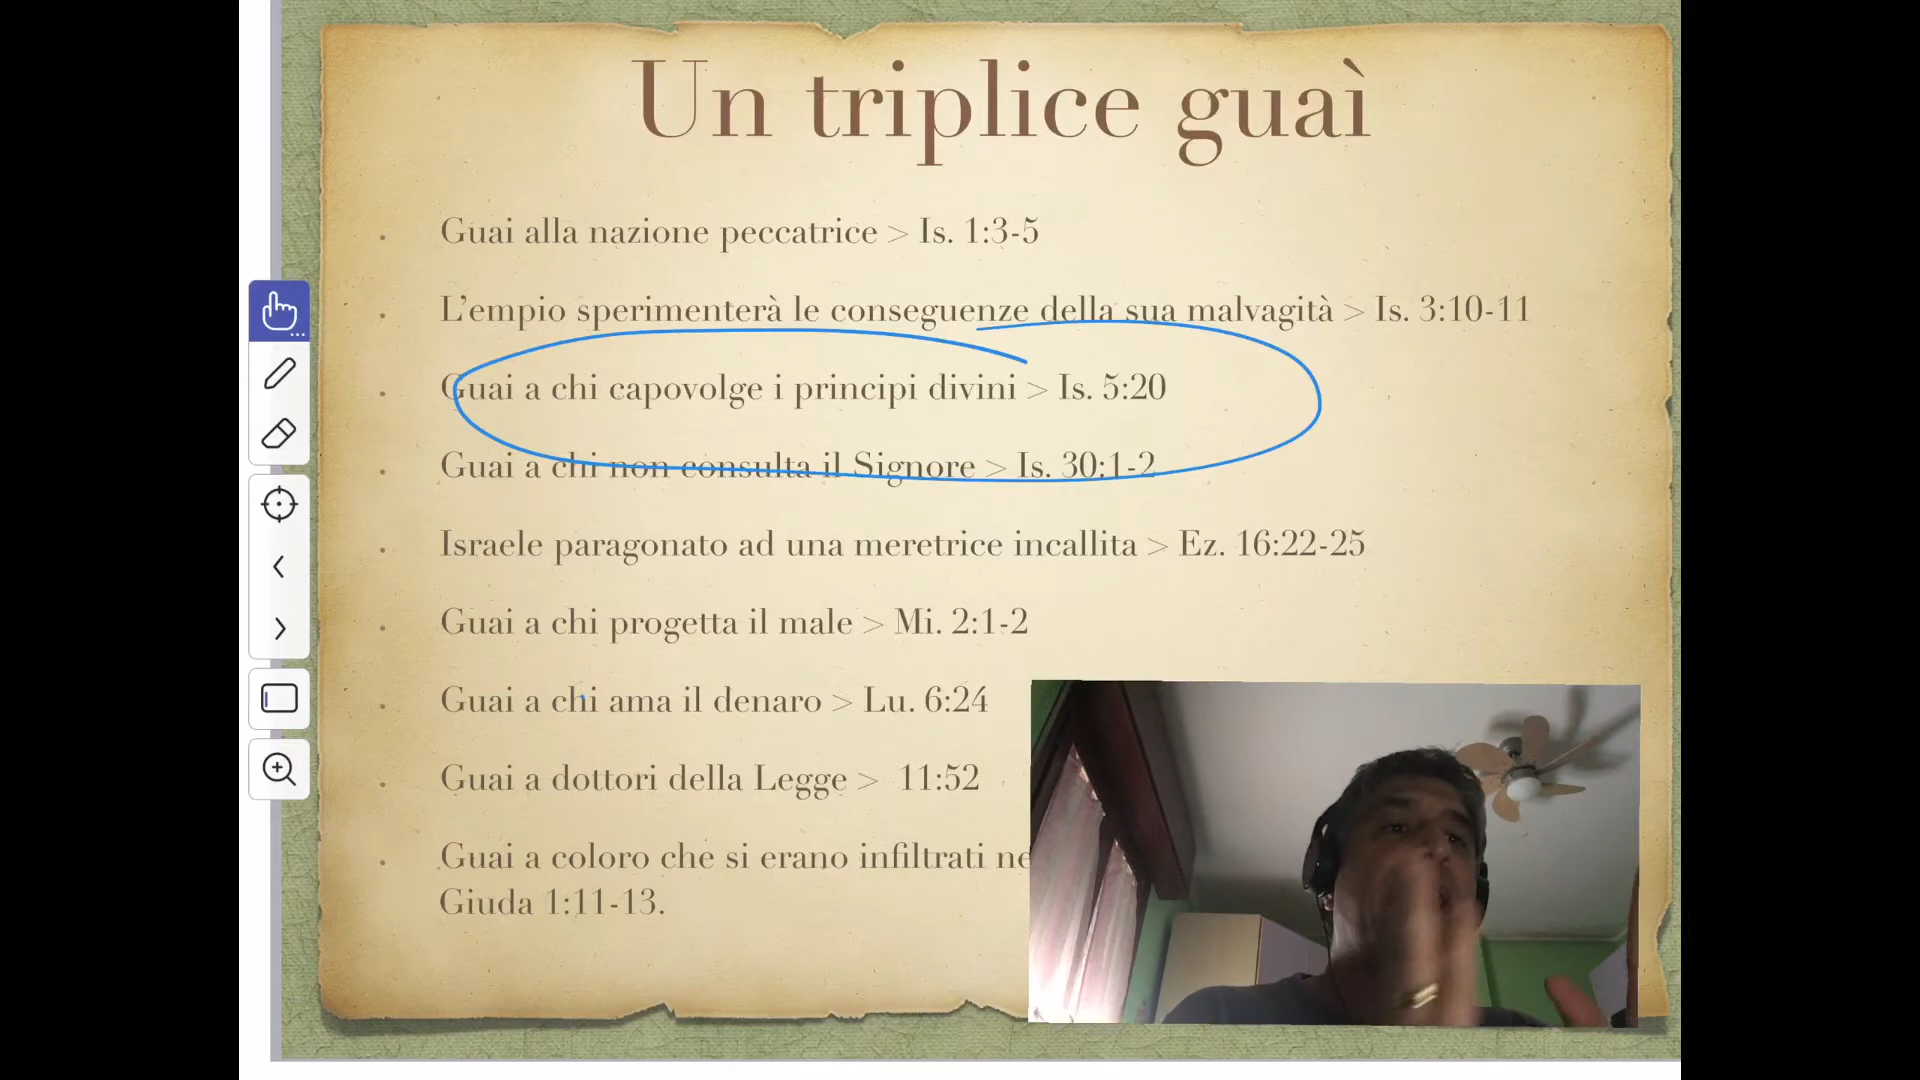 Un triplice guaì
Guai alla nazione peccatrice > Is. 1:3-5
L’empio sperimenterà le conseguenze della sua malvagità > Is. 3:10-11
Guai a chi capovolge i principi divini > Is. 5:20
Guai a chi non consulta il Signore > Is. 30:1-2
Israele paragonato ad una meretrice incallita > Ez. 16:22-25
Guai a chi progetta il male > Mi. 2:1-2
Guai a chi ama il denaro > Lu. 6:24
Guai a dottori della Legge > 11:52
Guai a coloro che si erano infiltrati
Giuda 1:11-13.